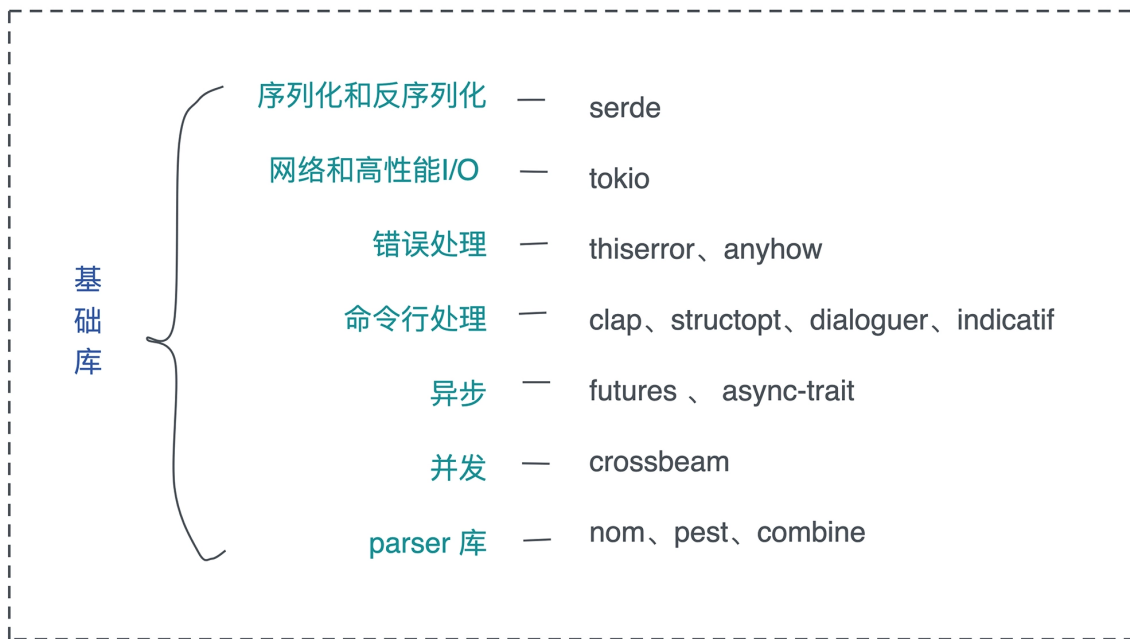 基础库
序列化和反序列化 — serde
网络和高性能I/O — tokio
错误处理 — thiserror、anyhow
命令行处理 — clap、structopt、dialoguer、indicatif
异步 — futures 、 async-trait
并发 — crossbeam
parser 库 — nom、pest、combine